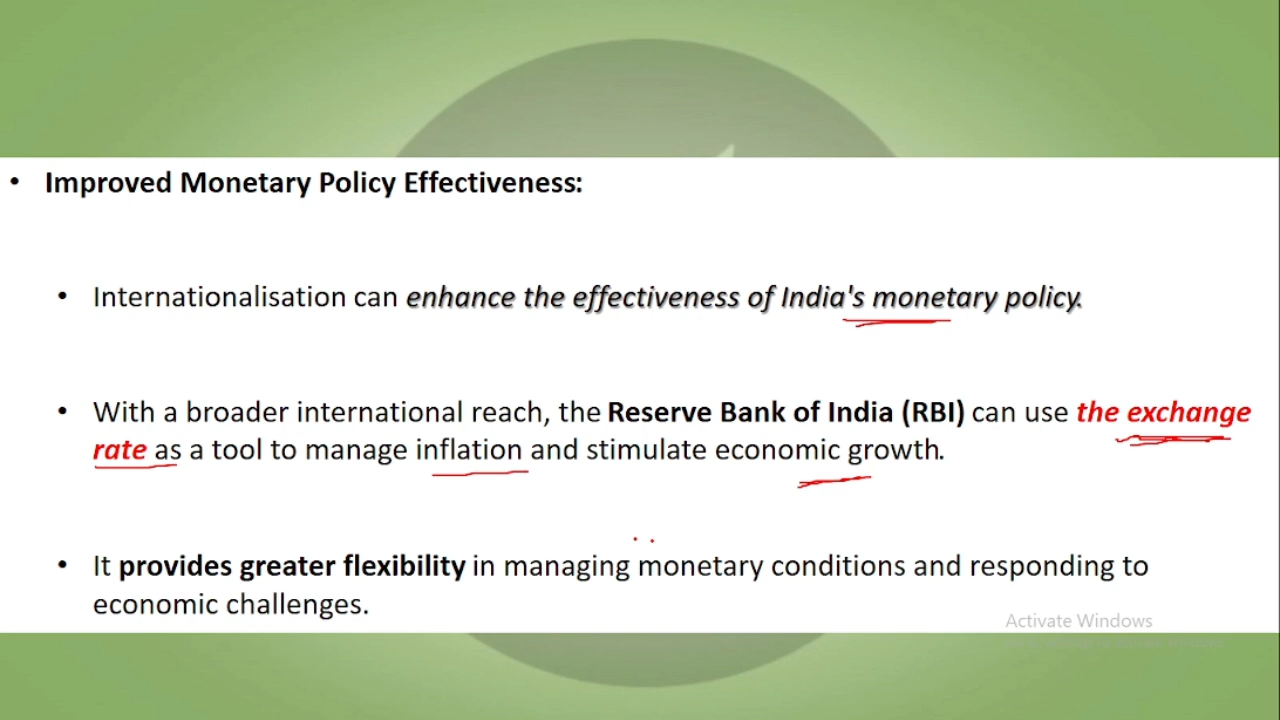 • Improved Monetary Policy Effectiveness:
• Internationalisation can enhance the effectiveness of India's monetary policy.
• With a broader international reach, the Reserve Bank of India (RBI) can use the exchange
rate as a tool to manage inflation and stimulate economic growth.
• It provides greater flexibility in managing monetary conditions and responding to
economic challenges.
Activate Windows